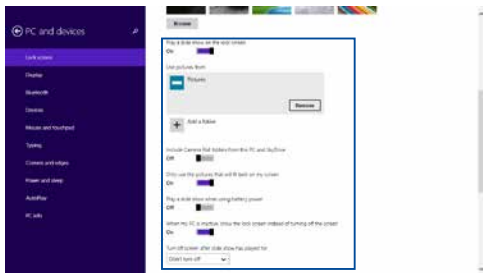 PC and devices
Browse
Lock screen
Display
Bluetooth
Devices
Mouse and touchpad
Typing
Corners and edges
Power and sleep
AutoPlay
PC info
Play a slide show on the lock screen
On
Use pictures from
Pictures
Remove
Add a folder
Include Camera Roll folders from this PC and SkyDrive
Off
Only use the pictures that will fit best on my screen
On
Play a slide show when using battery power
Off
When my PC is inactive, show the lock screen instead of turning off the screen
On
Turn off screen after slide show has played for
Don't turn off